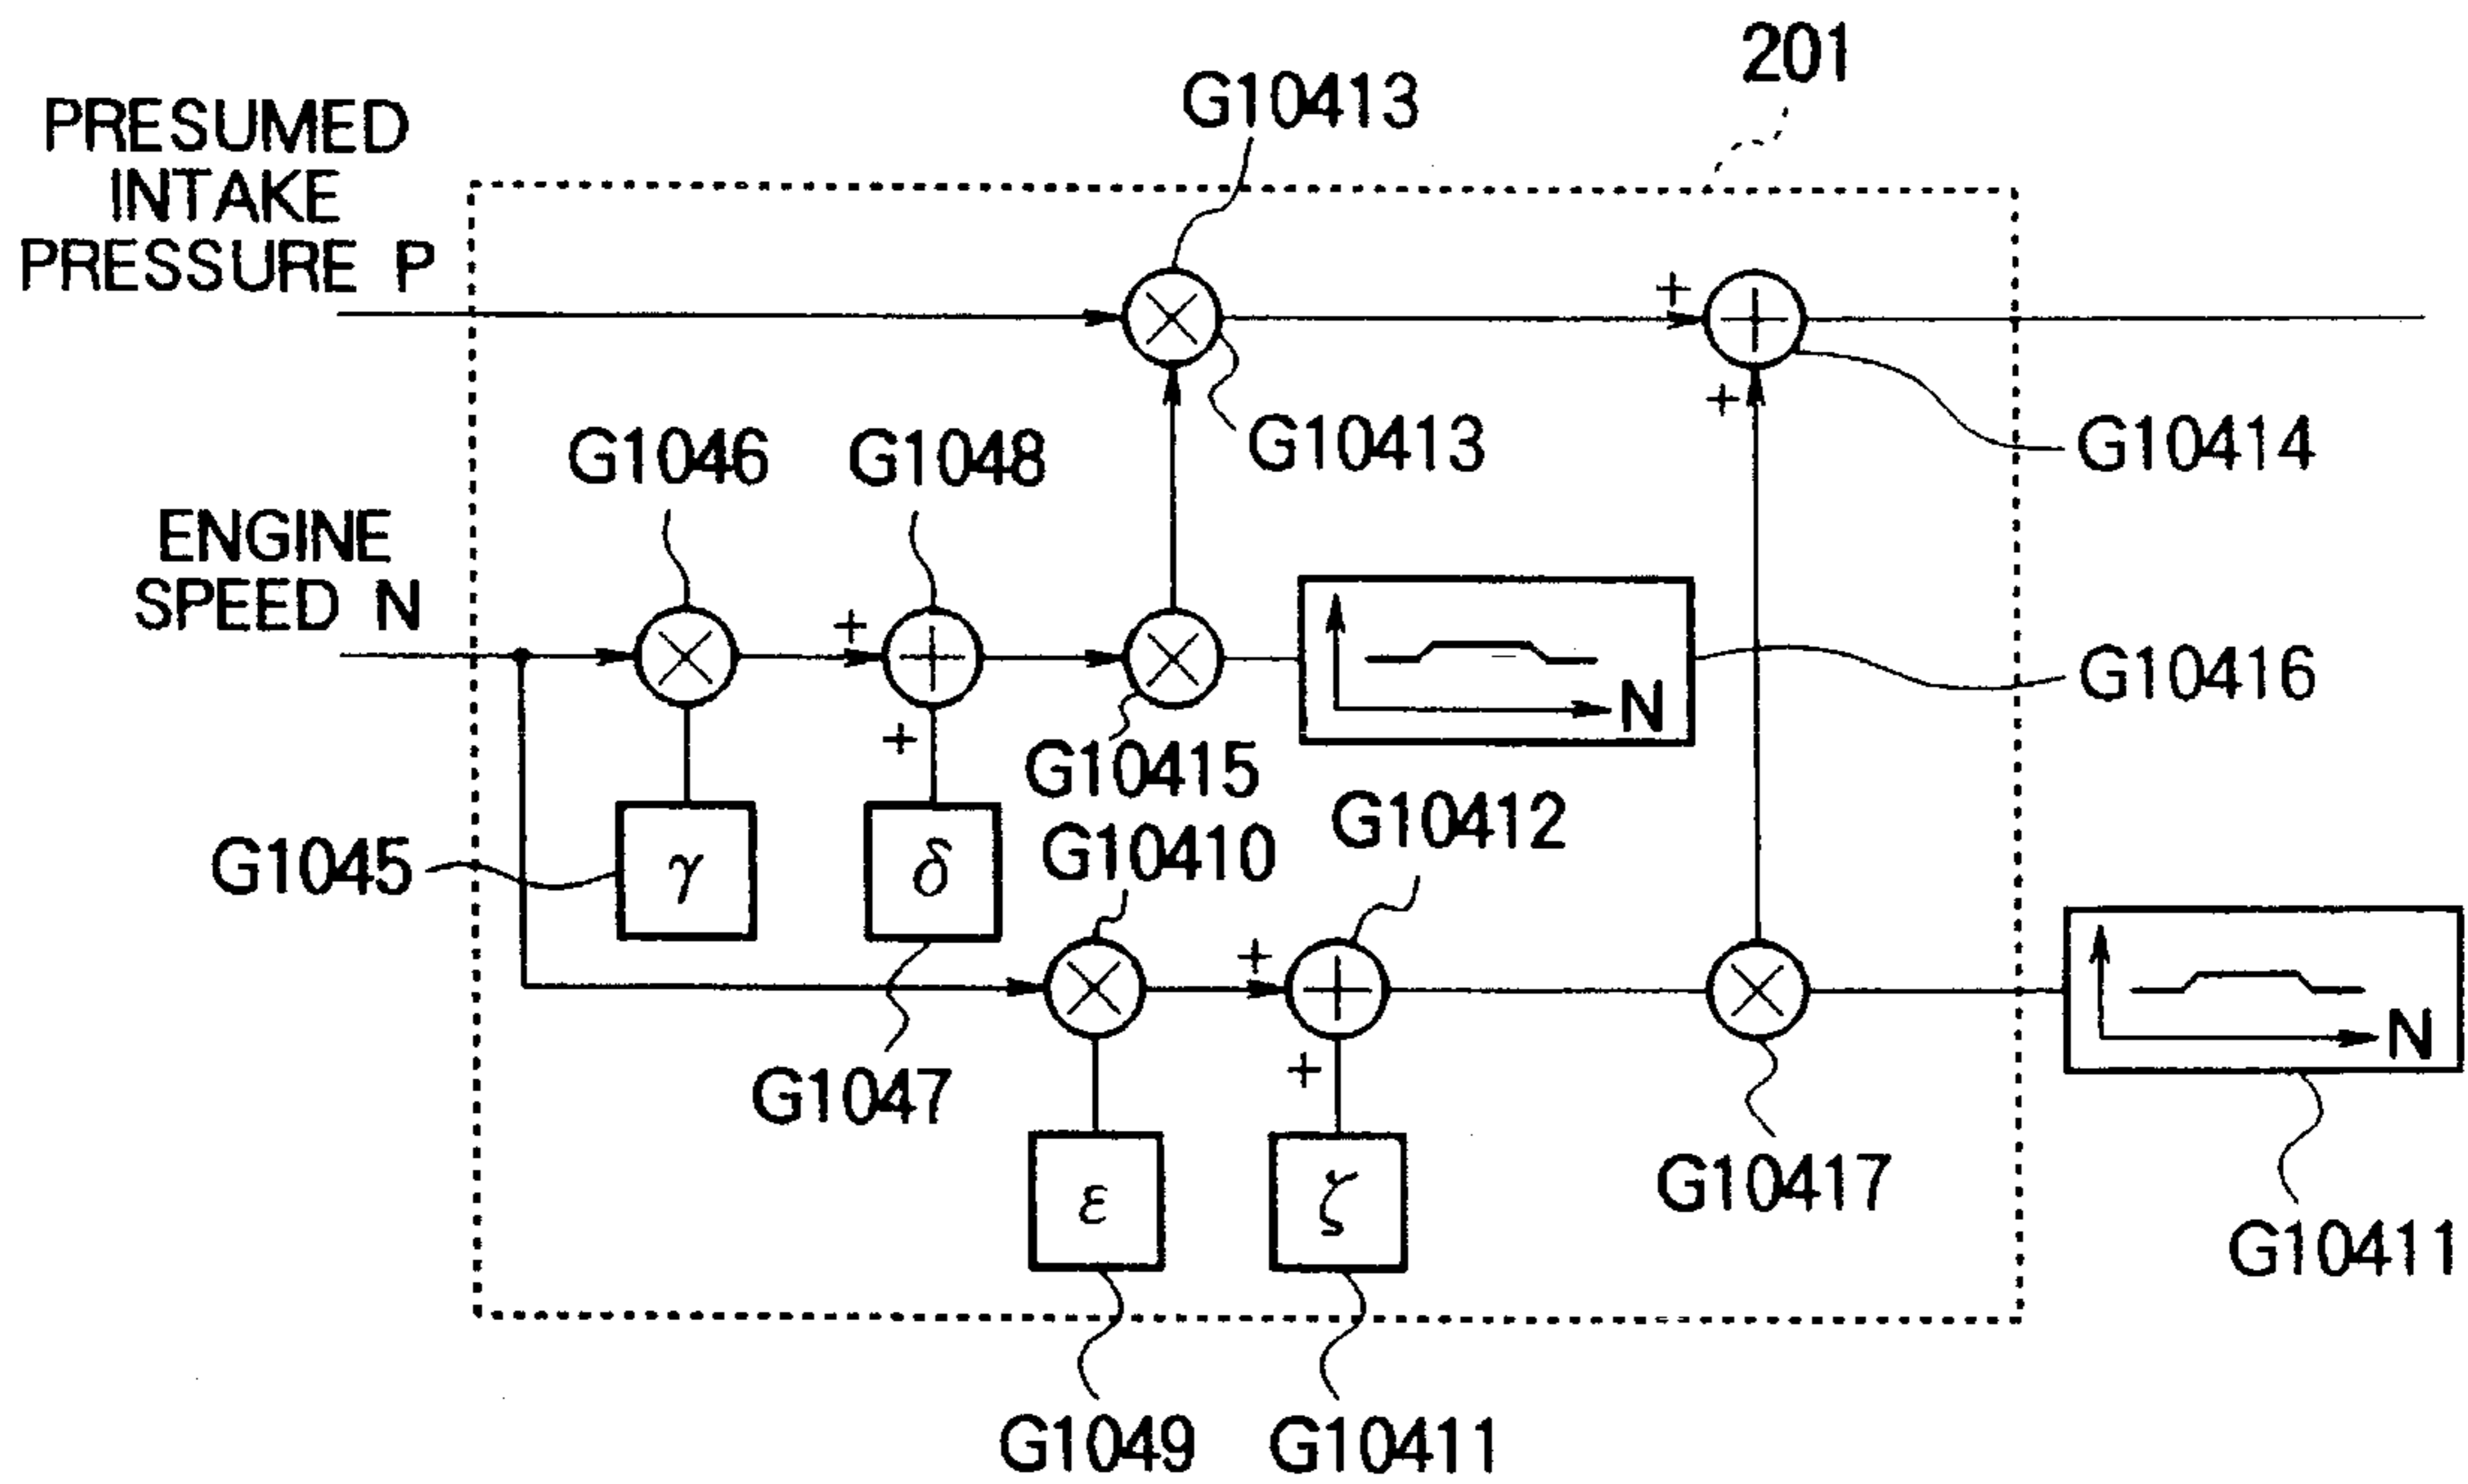 201
G10413
PRESUMED
INTAKE
PRESSURE P
+
+
G10413
G10414
G1046
G1048
ENGINE
SPEED N
+
+
N
G10416
G10415
G10412
G1045
γ
δ
G10410
+
+
N
G1047
G10417
ε
ζ
G10411
G1049
G10411